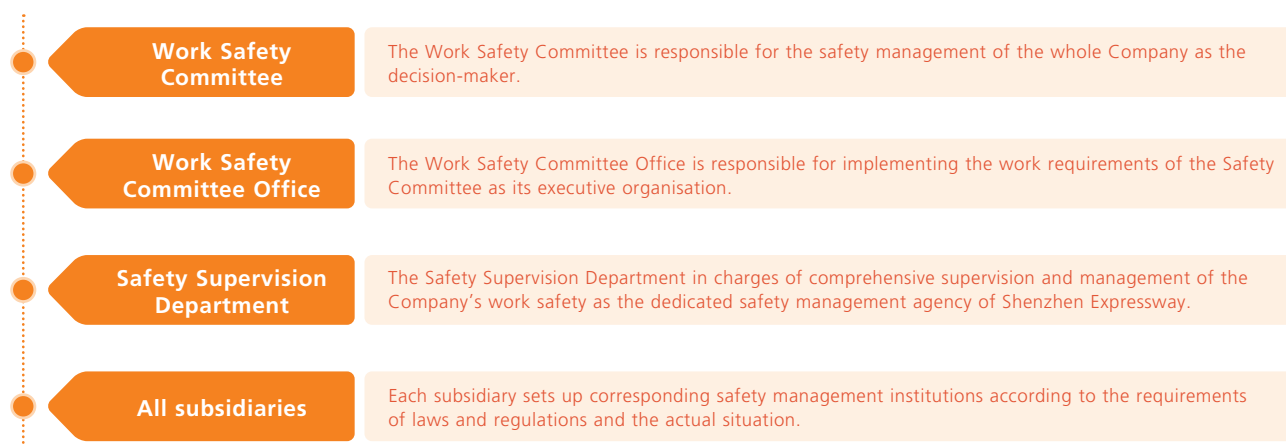 Work Safety
Committee
The Work Safety Committee is responsible for the safety management of the whole Company as the
decision-maker.
Work Safety
Committee Office
The Work Safety Committee Office is responsible for implementing the work requirements of the Safety
Committee as its executive organisation.
Safety Supervision
Department
The Safety Supervision Department in charges of comprehensive supervision and management of the
Company’s work safety as the dedicated safety management agency of Shenzhen Expressway.
All subsidiaries
Each subsidiary sets up corresponding safety management institutions according to the requirements
of laws and regulations and the actual situation.